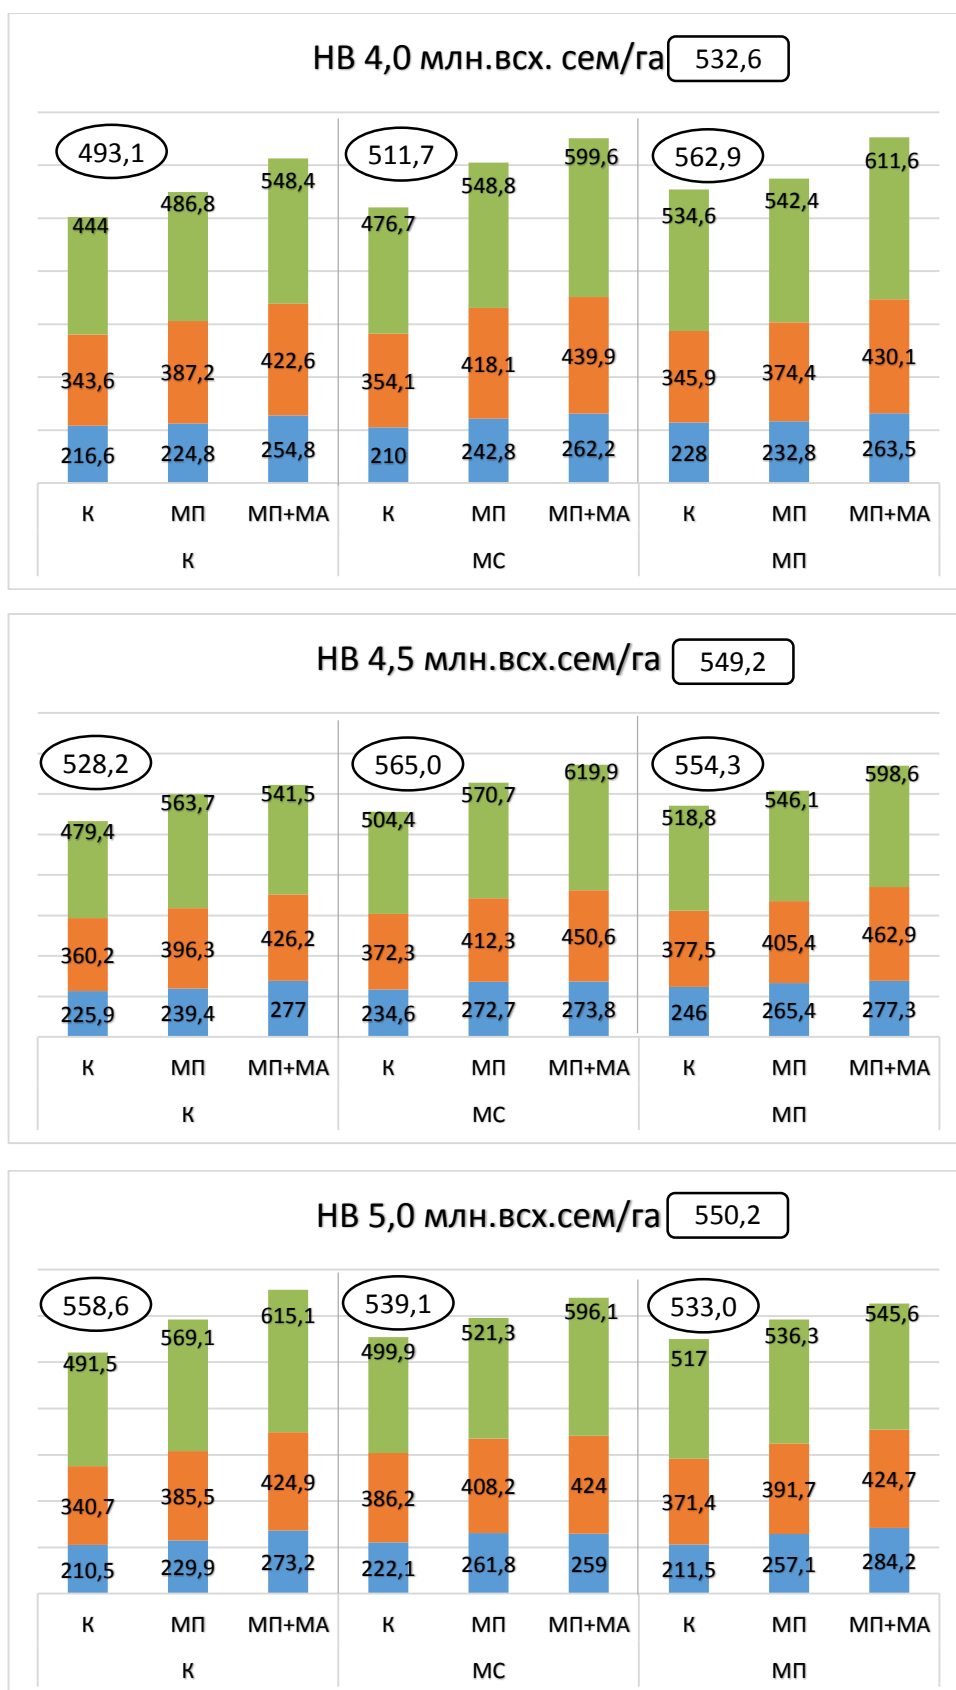 НВ 4,0 млн.всх. сем/га 532,6
493,1 511,7 562,9
444 486,8 548,4 476,7 548,8 599,6 534,6 542,4 611,6
343,6 387,2 422,6 354,1 418,1 439,9 345,9 374,4 430,1
216,6 224,8 254,8 210 242,8 262,2 228 232,8 263,5
К МП МП+МА К МП МП+МА К МП МП+МА
К МС МП
НВ 4,5 млн.всх.сем/га 549,2
528,2 565,0 554,3
479,4 563,7 541,5 504,4 570,7 619,9 518,8 546,1 598,6
360,2 396,3 426,2 372,3 412,3 450,6 377,5 405,4 462,9
225,9 239,4 277 234,6 272,7 273,8 246 265,4 277,3
К МП МП+МА К МП МП+МА К МП МП+МА
К МС МП
НВ 5,0 млн.всх.сем/га 550,2
558,6 539,1 533,0
491,5 569,1 615,1 499,9 521,3 596,1 517 536,3 545,6
340,7 385,5 424,9 386,2 408,2 424 371,4 391,7 424,7
210,5 229,9 273,2 222,1 261,8 259 211,5 257,1 284,2
К МП МП+МА К МП МП+МА К МП МП+МА
К МС МП